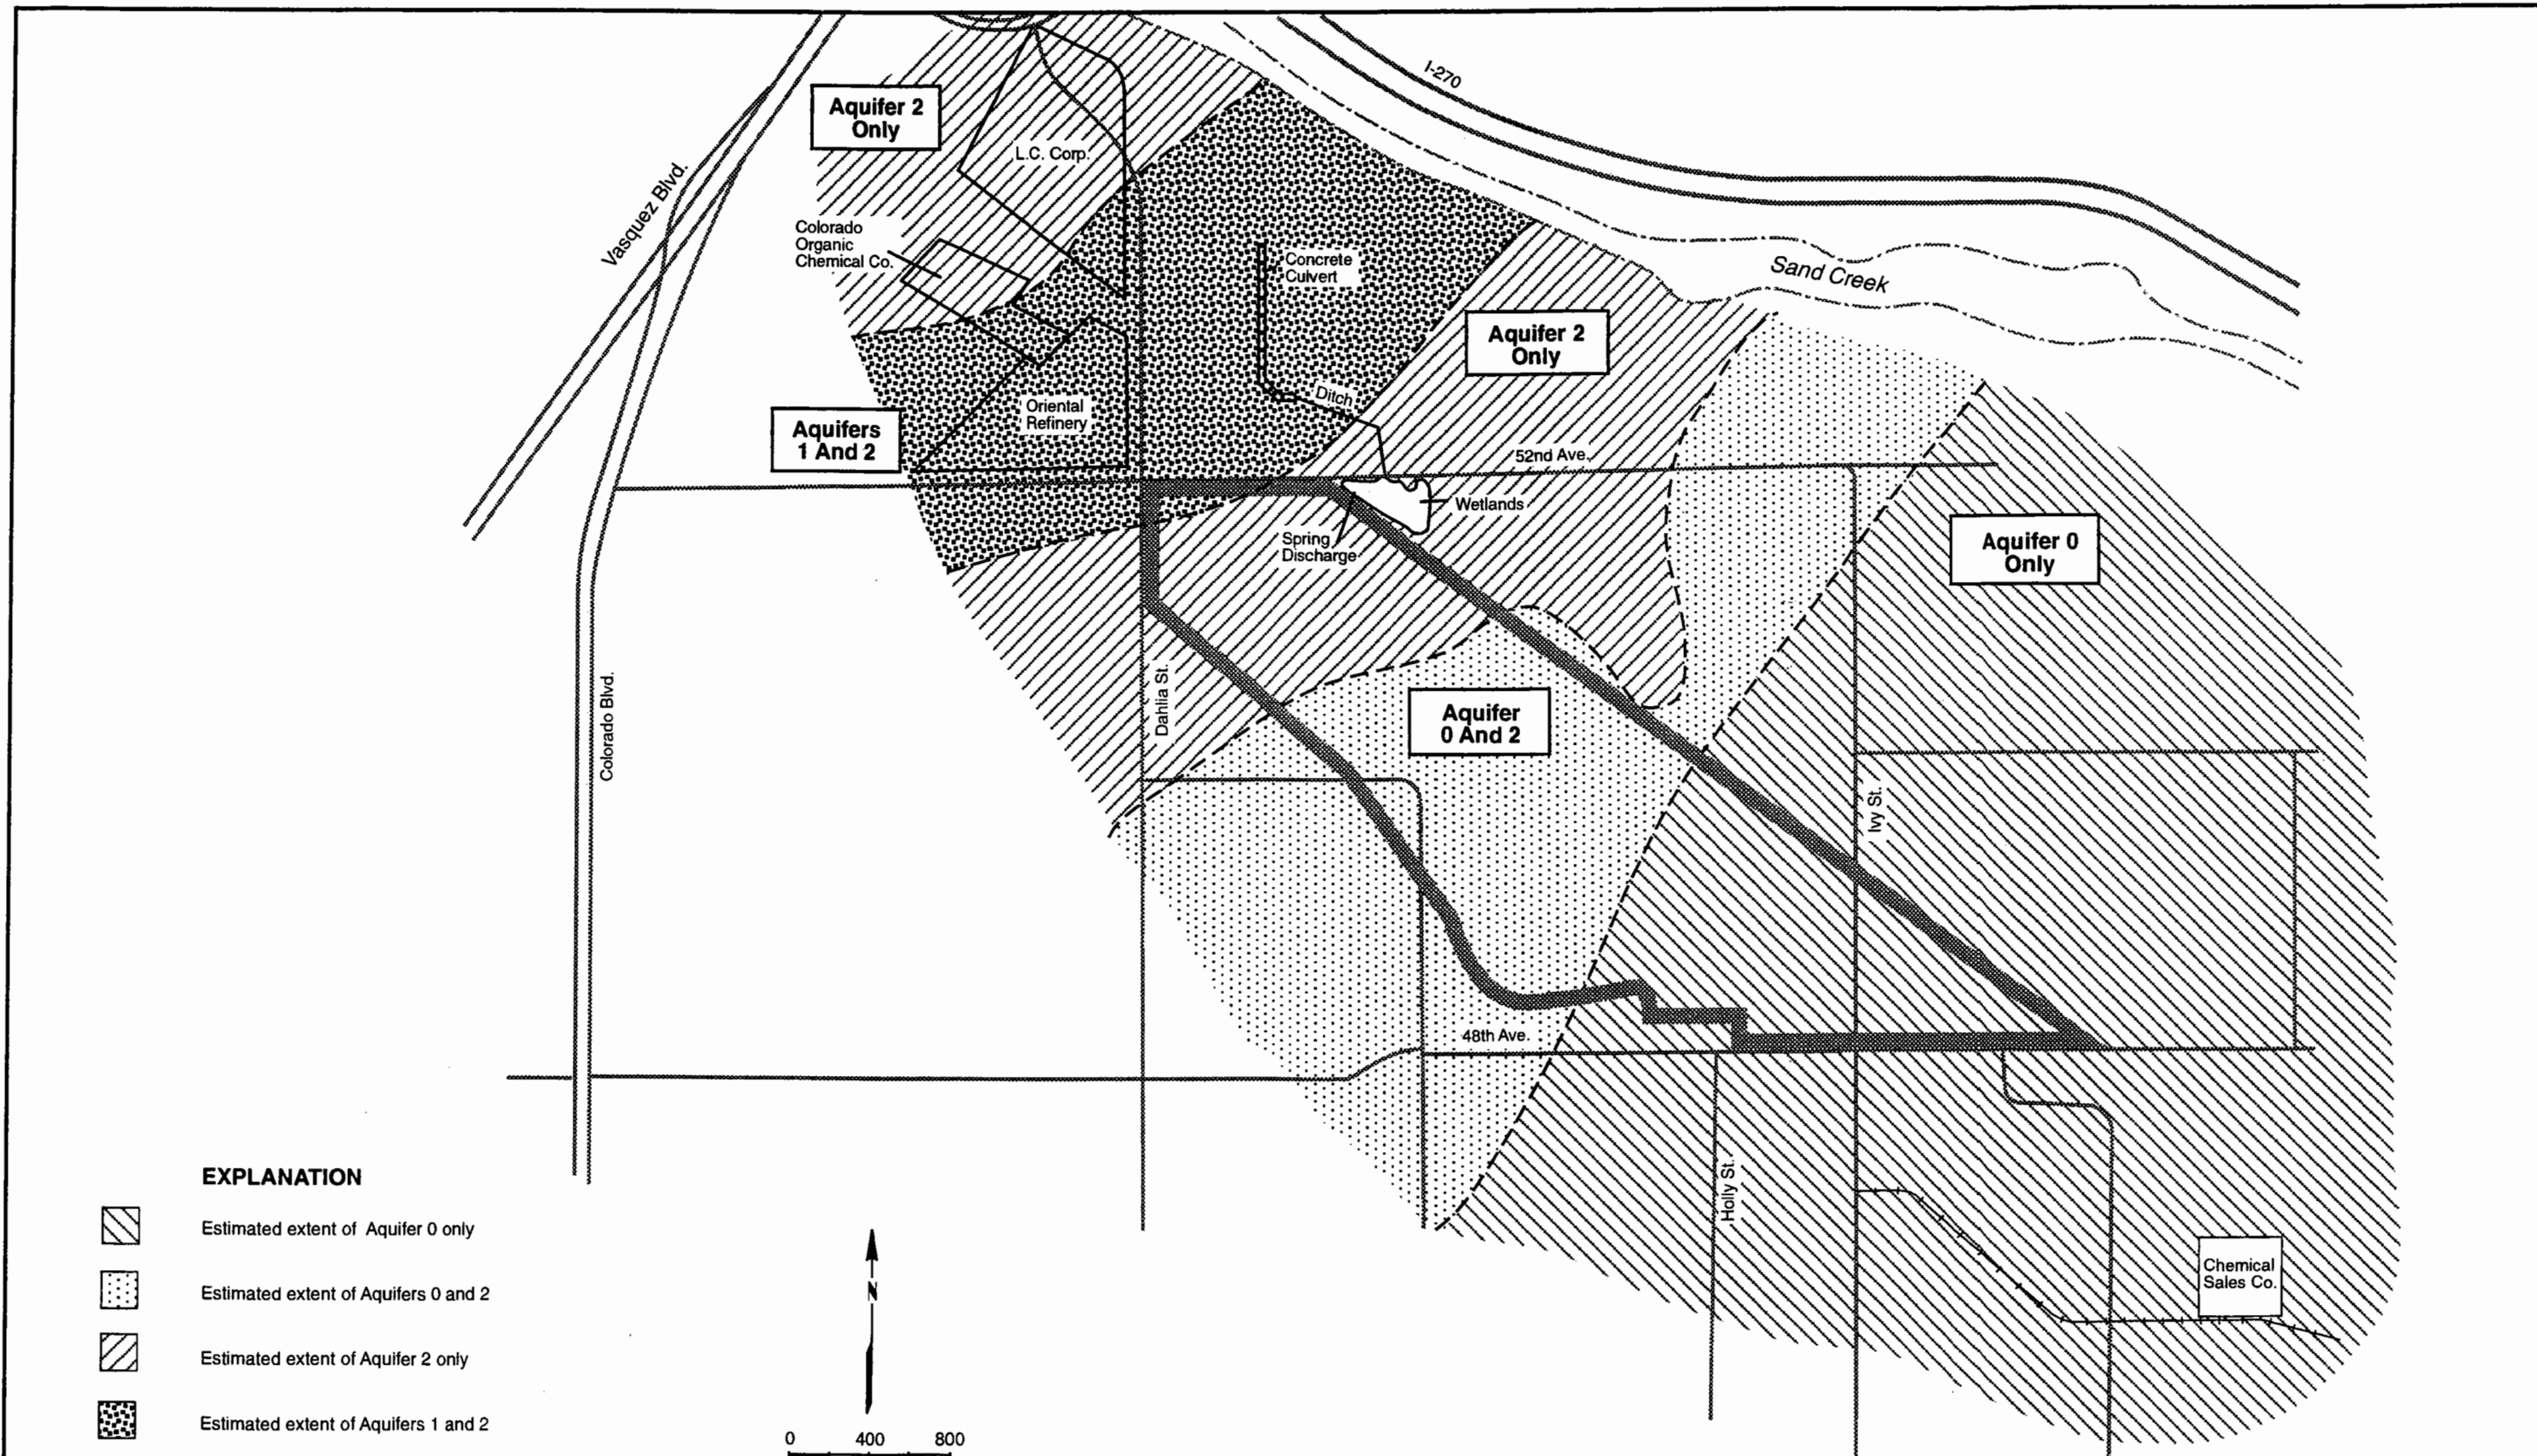 I-270
Aquifer 2
Only
L.C. Corp.
Vasquez Blvd.
Colorado
Organic
Chemical Co.
Concrete
Culvert
Sand Creek
Aquifer 2
Only
Ditch
Oriental
Refinery
Aquifers
1 And 2
52nd Ave.
Wetlands
Spring
Discharge
Aquifer 0
Only
Dahlia St.
Colorado Blvd.
Aquifer
0 And 2
Ivy St.
48th Ave.
Holly St.
Chemical
Sales Co.
EXPLANATION
Estimated extent of Aquifer 0 only
Estimated extent of Aquifers 0 and 2
Estimated extent of Aquifer 2 only
Estimated extent of Aquifers 1 and 2
N
0 400 800